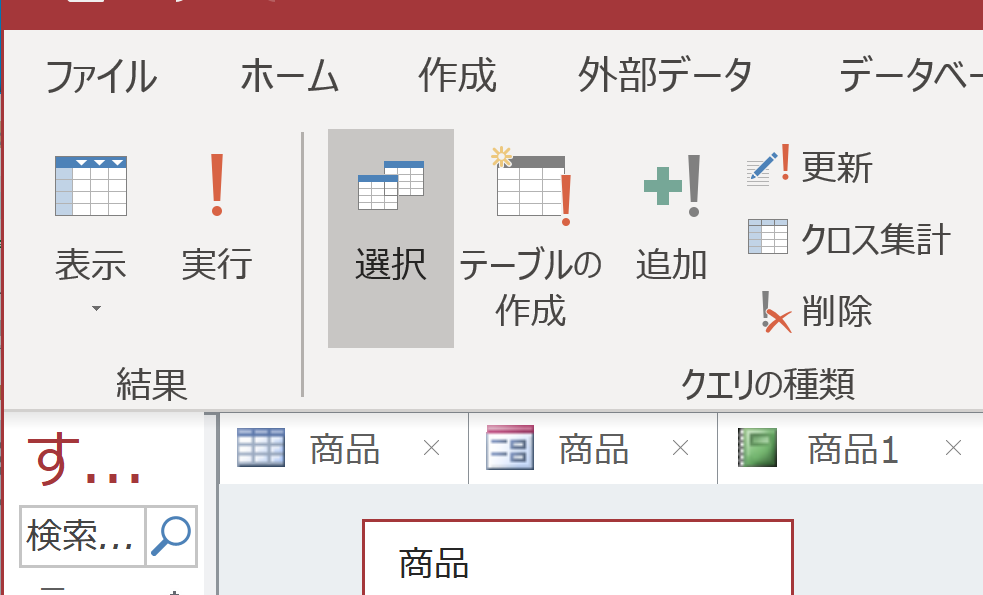 ファイル ホーム 作成 外部データ データベー
表示
実行
選択
テーブルの
作成
追加
更新
クロス集計
削除
結果
クエリの種類
す...
商品
商品
商品1
検索...
商品